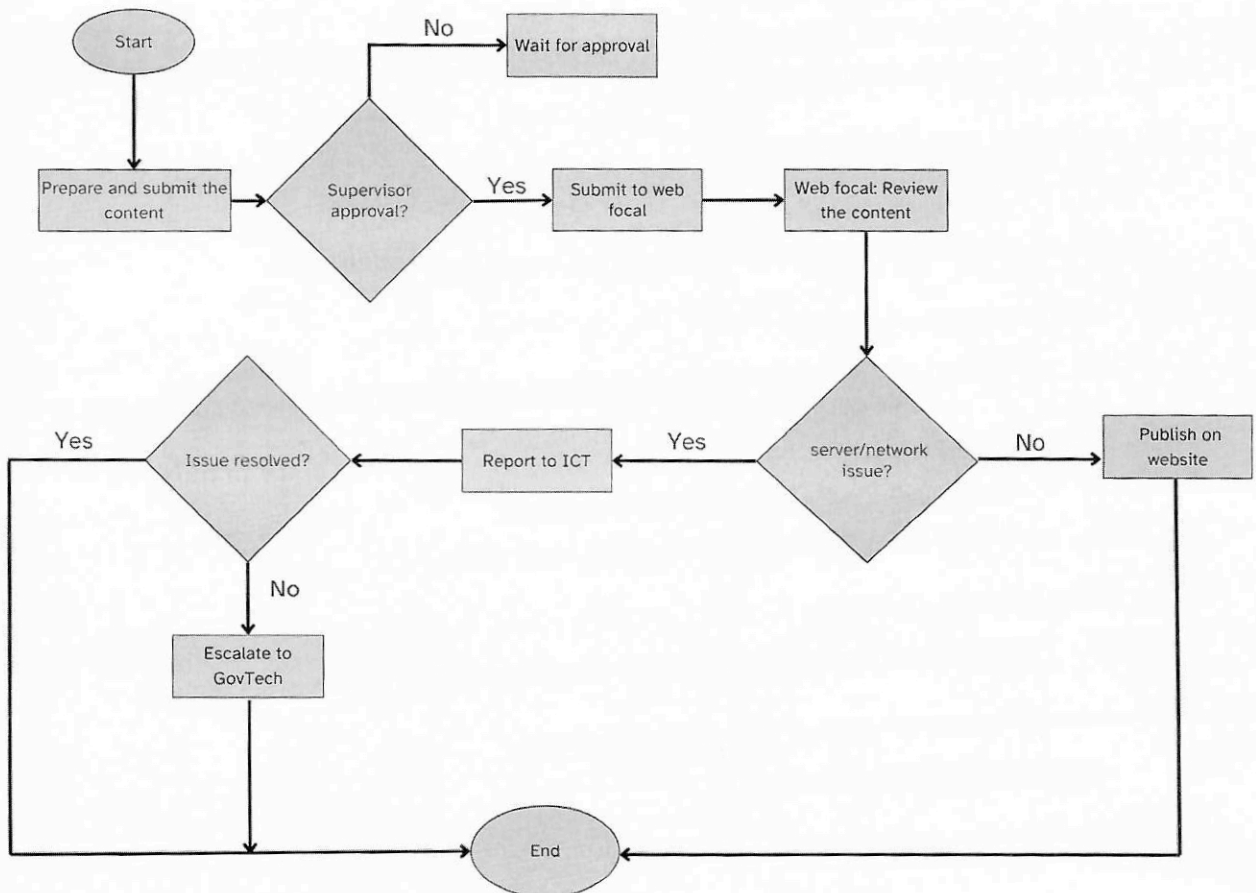 Start
No
Wait for approval
Prepare and submit the
content
Supervisor
approval?
Yes
Submit to web
focal
Web focal: Review
the content
Yes
Issue resolved?
Report to ICT
Yes
server/network
issue?
No
Publish on
website
No
Escalate to
GovTech
End